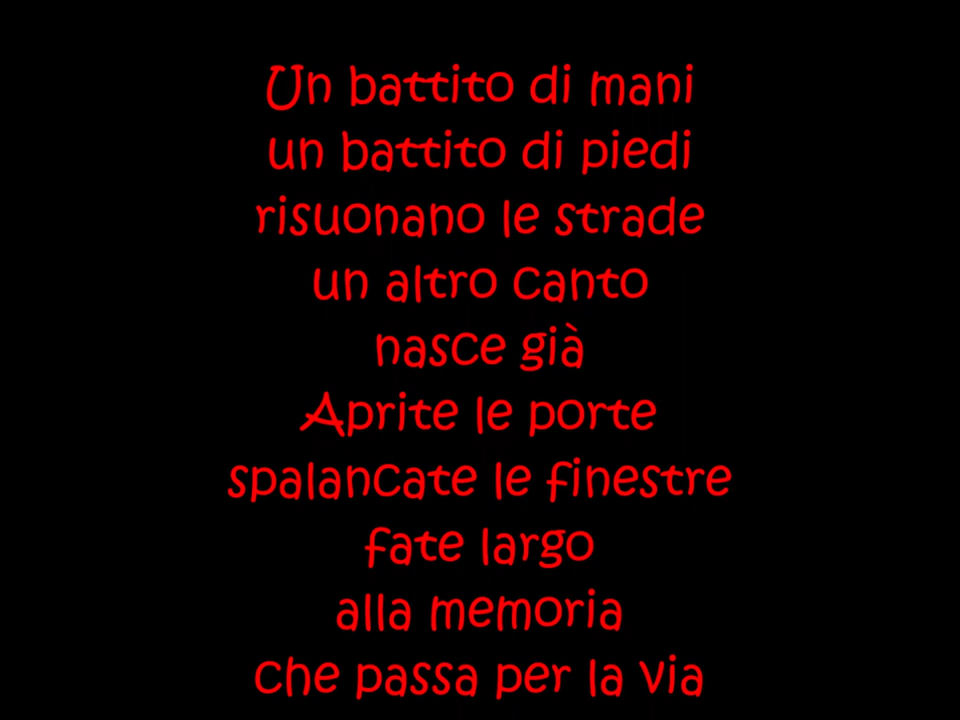 Un battito di mani
un battito di piedi
risuonano le strade
un altro canto
nasce già
Aprite le porte
spalancate le finestre
fate largo
alla memoria
che passa per la via